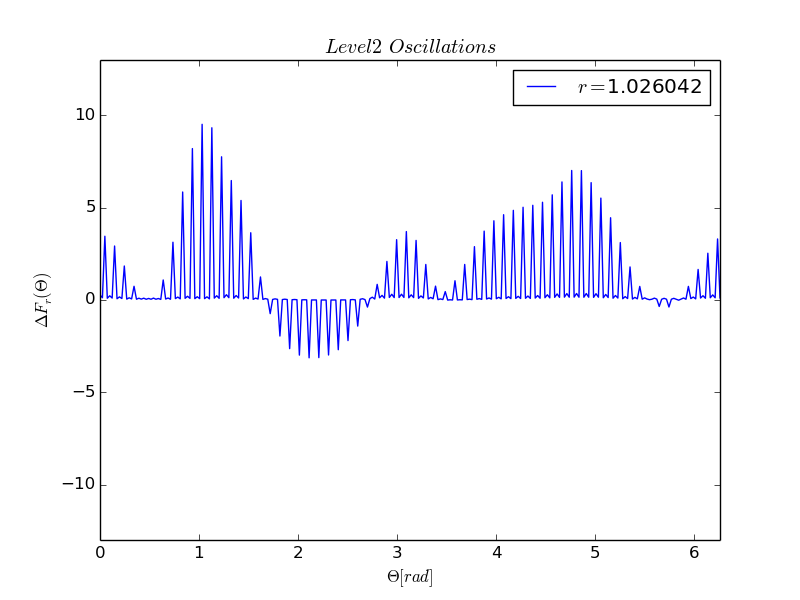 Level2 Oscillations
r=1.026042
10
5
0
−5
−10
ΔF_r(Θ)
0 1 2 3 4 5 6
Θ[rad]